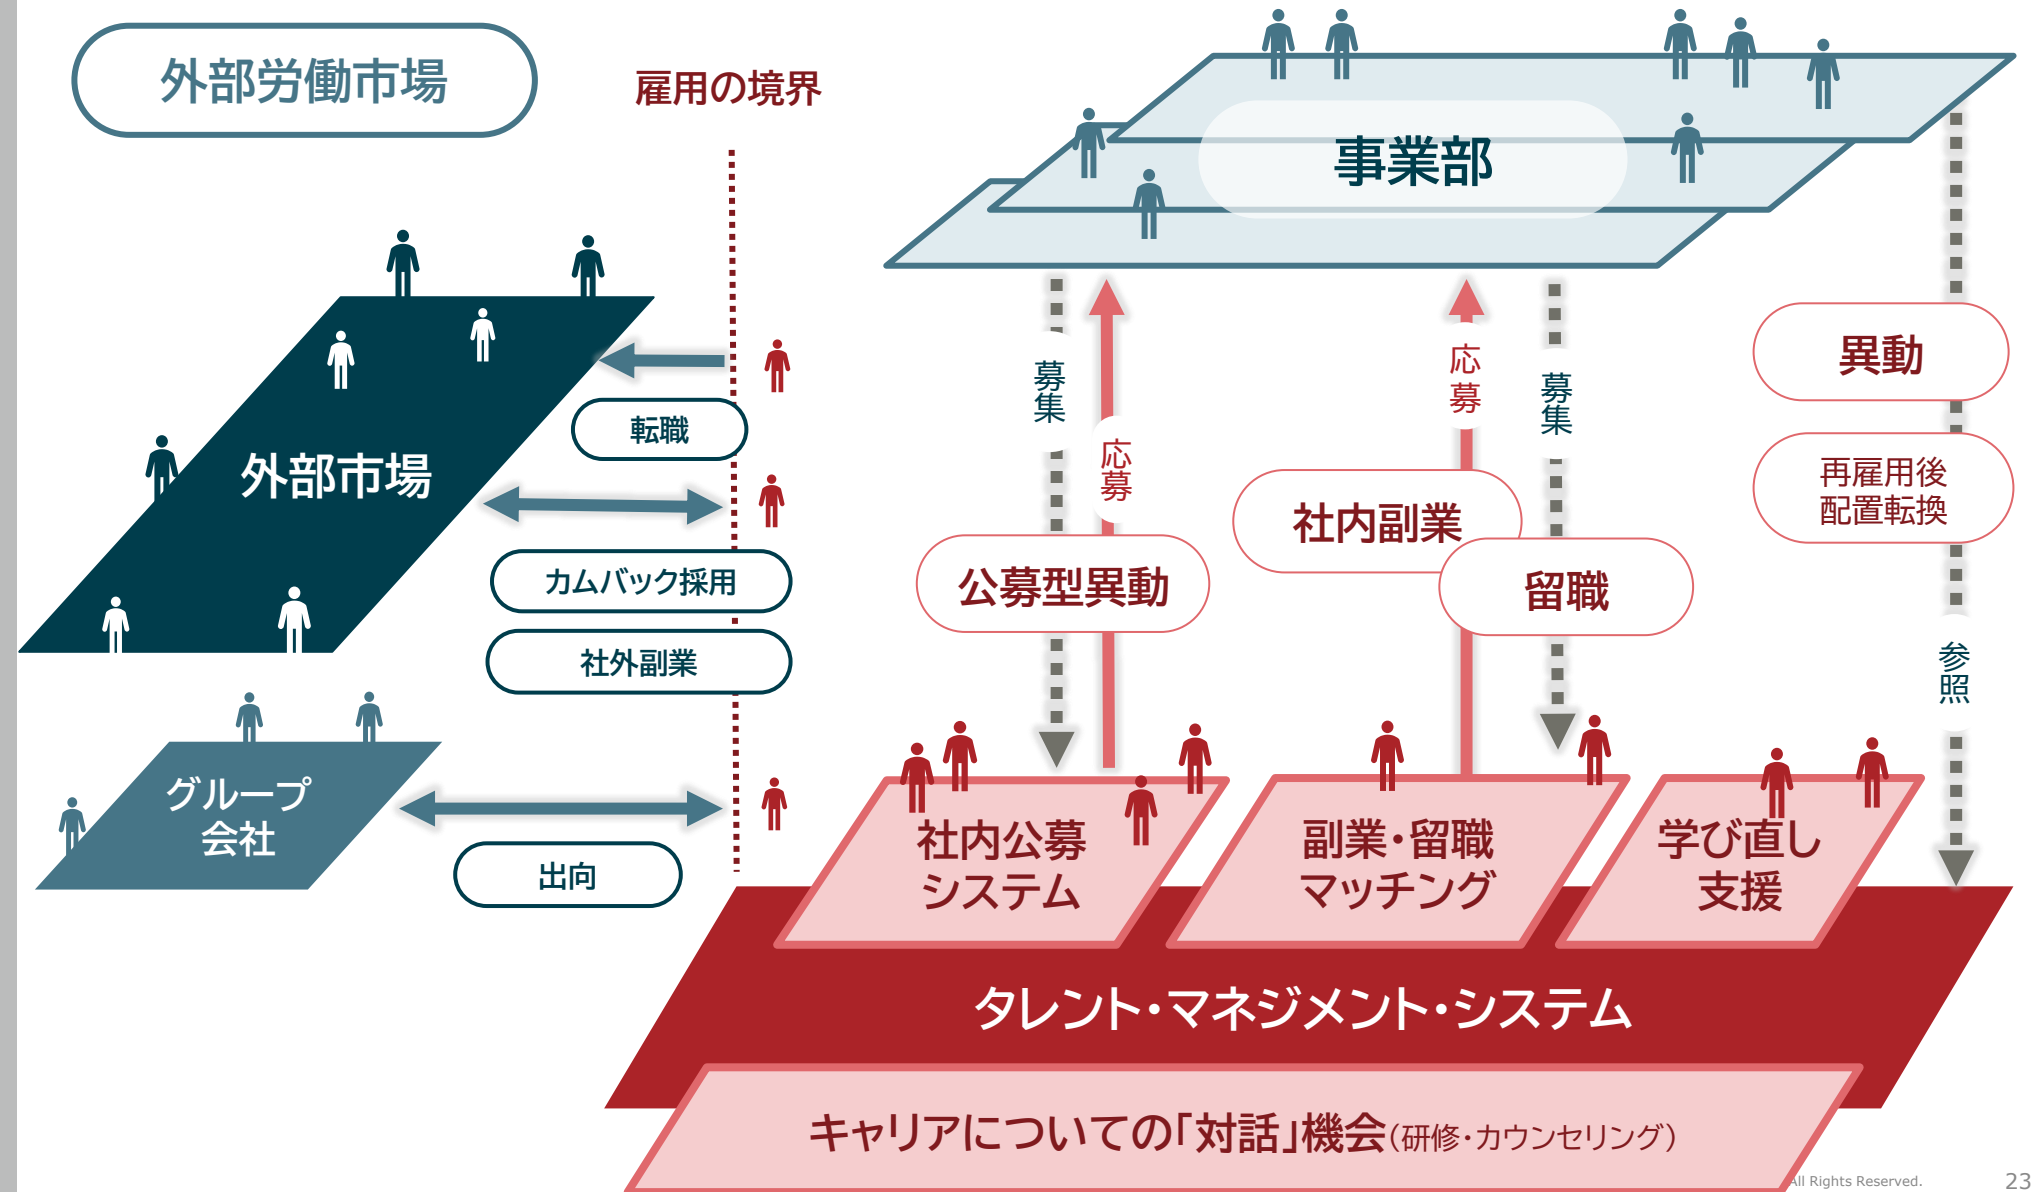 外部労働市場
雇用の境界
事業部
外部市場
転職
カムバック採用
社外副業
グループ
会社
出向
募集
応募
公募型異動
応募
募集
社内副業
留職
異動
再雇用後
配置転換
参照
社内公募
システム
副業・留職
マッチング
学び直し
支援
タレント・マネジメント・システム
キャリアについての「対話」機会(研修・カウンセリング)
All Rights Reserved.
23